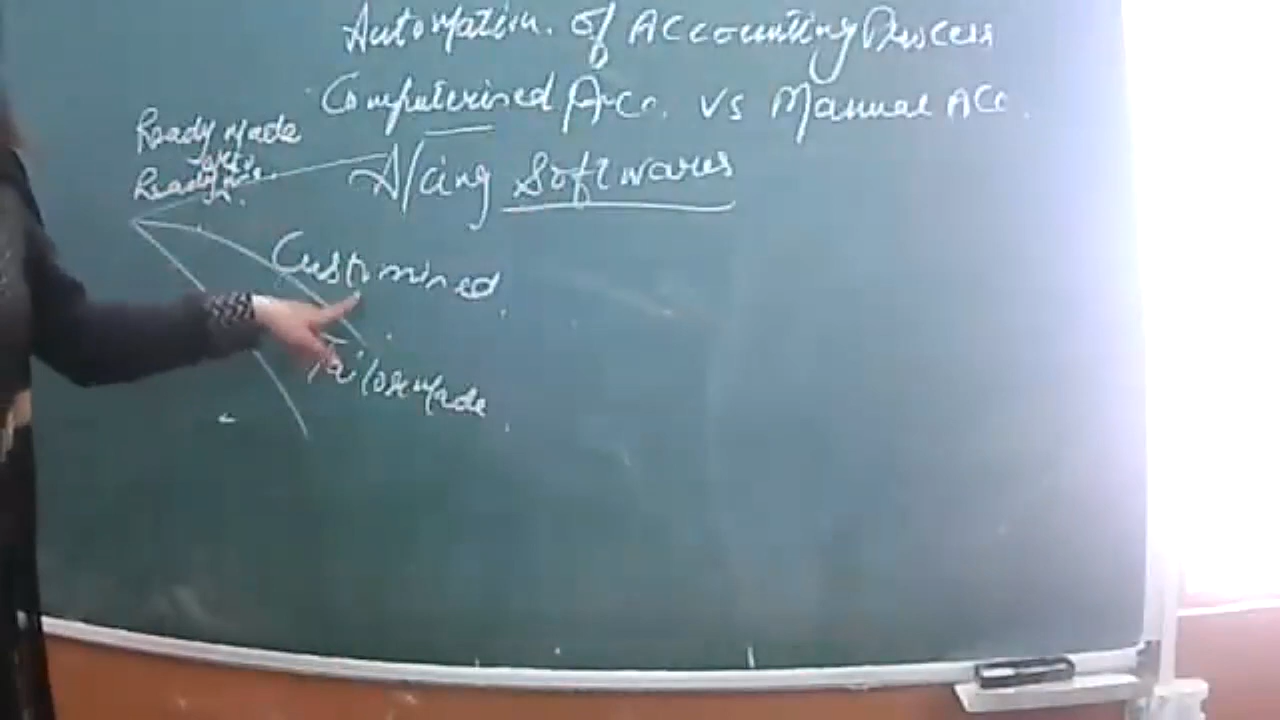 Automation. of Accounting Process
Computerised Acc. Vs Manual Acc.
Ready Made
A/cing Softwares
Customised
Tailormade